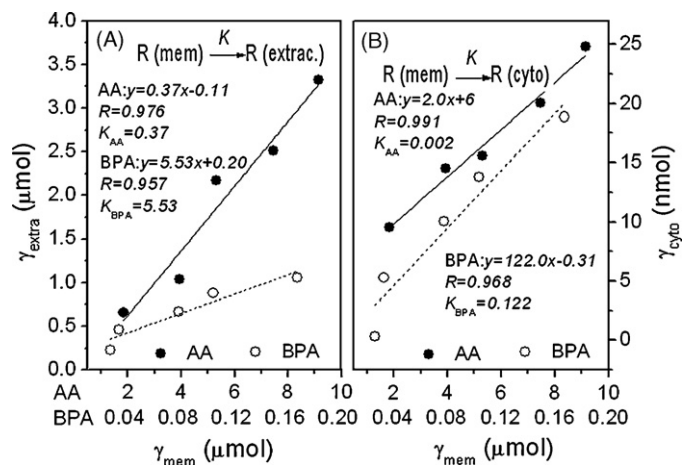 (A)
K
R (mem) → R (extrac.)
AA:y=0.37x-0.11
R=0.976
K_AA=0.37
BPA:y=5.53x+0.20
R=0.957
K_BPA=5.53
AA
BPA
γ_extra (μmol)
4.0
3.5
3.0
2.5
2.0
1.5
1.0
0.5
0.0
(B)
K
R (mem) → R (cyto)
AA:y=2.0x+6
R=0.991
K_AA=0.002
BPA:y=122.0x-0.31
R=0.968
K_BPA=0.122
AA
BPA
25
20
15
10
5
0
γ_cyto (nmol)
AA 2 4 6 8 10 2 4 6 8 10
BPA 0.04 0.08 0.12 0.16 0.20 0.04 0.08 0.12 0.16 0.20
γ_mem (μmol)
γ_mem (μmol)